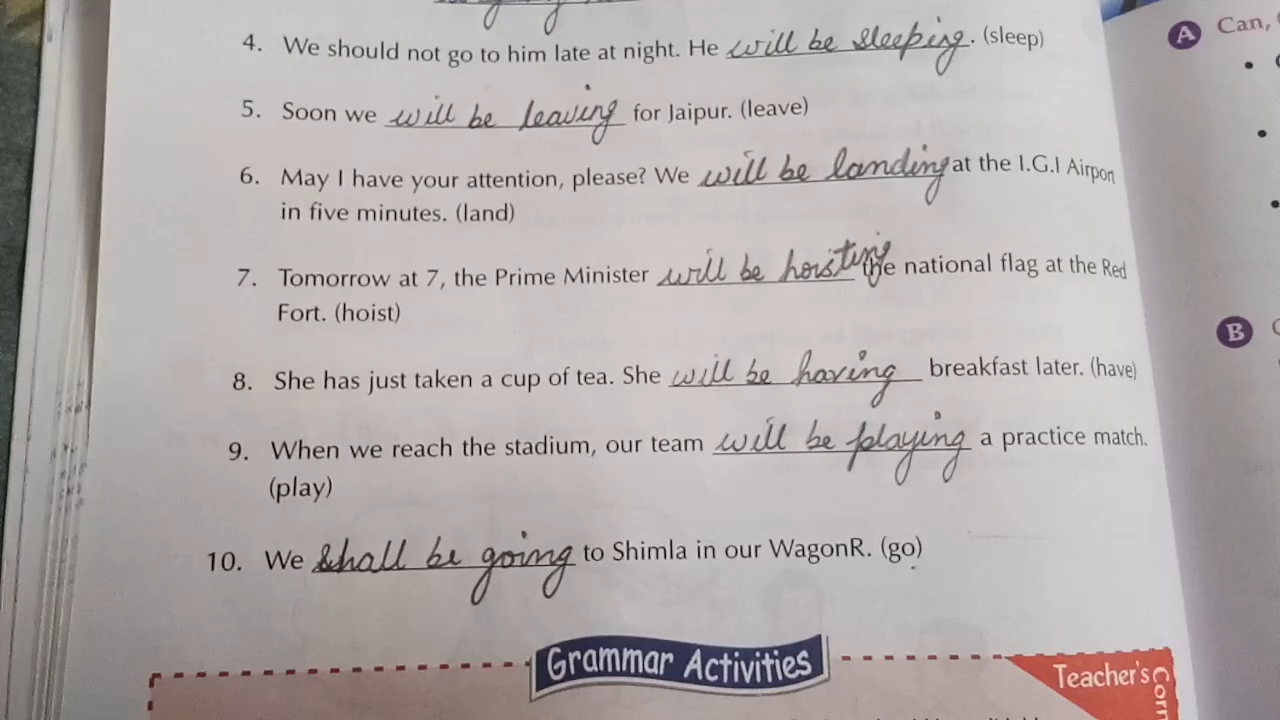 4. We should not go to him late at night. He will be sleeping. (sleep)
5. Soon we will be leaving for Jaipur. (leave)
6. May I have your attention, please? We will be landing at the I.G.I Airport
in five minutes. (land)
7. Tomorrow at 7, the Prime Minister will be hoisting the national flag at the Red
Fort. (hoist)
8. She has just taken a cup of tea. She will be having breakfast later. (have)
9. When we reach the stadium, our team will be playing a practice match.
(play)
10. We shall be going to Shimla in our WagonR. (go)
Grammar Activities
Teacher's
A Can,
B